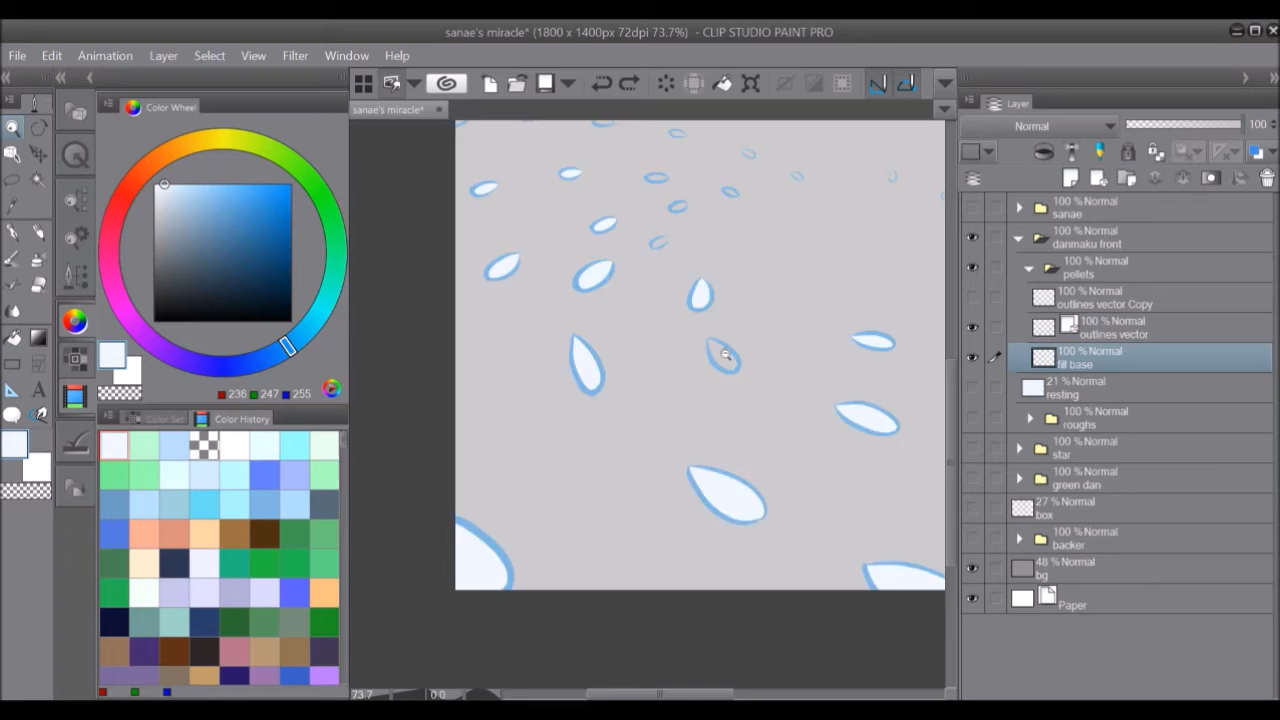 sanae's miracle* (1800 x 1400px 72dpi 73.7%)  - CLIP STUDIO PAINT PRO
File Edit Animation Layer Select View Filter Window Help
Color Wheel
sanae's miracle*
Layer
Normal 100
100 % Normal
sanae
100 % Normal
danmaku front
100 % Normal
pellets
100 % Normal
outlines vector Copy
100 % Normal
outlines vector
100 % Normal
fill base
21 % Normal
resting
100 % Normal
roughs
100 % Normal
star
100 % Normal
green dan
27 % Normal
box
100 % Normal
backer
48 % Normal
bg
Paper
236 247 255
Color Set Color History
73.7 0.0